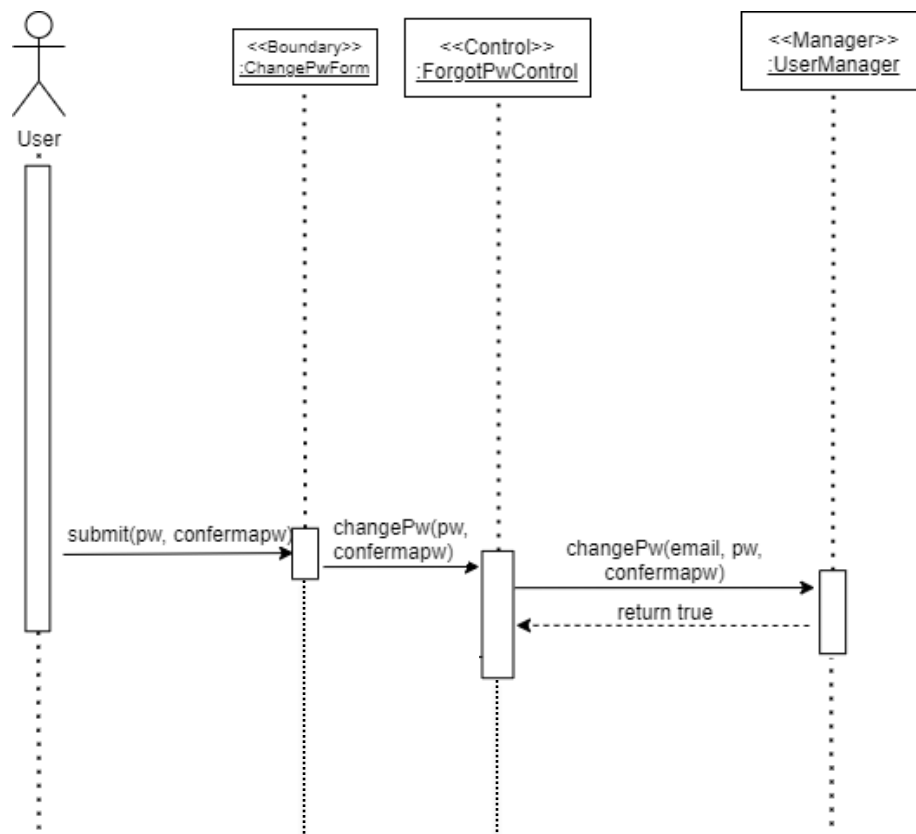 <<Boundary>>
:ChangePwForm
<<Control>>
:ForgotPwControl
<<Manager>>
:UserManager
User
submit(pw, confermapw)
changePw(pw,
confermapw)
changePw(email, pw,
confermapw)
return true